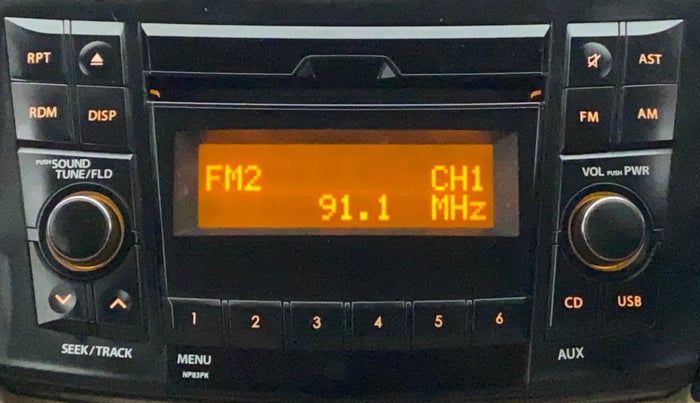 RPT
AST
RDM
DISP
FM
AM
PUSH SOUND
TUNE/FLD
VOL PUSH PWR
FM2 CH1
91.1 MHz
CD
USB
1 2 3 4 5 6
SEEK/TRACK
MENU
AUX
NP83PK